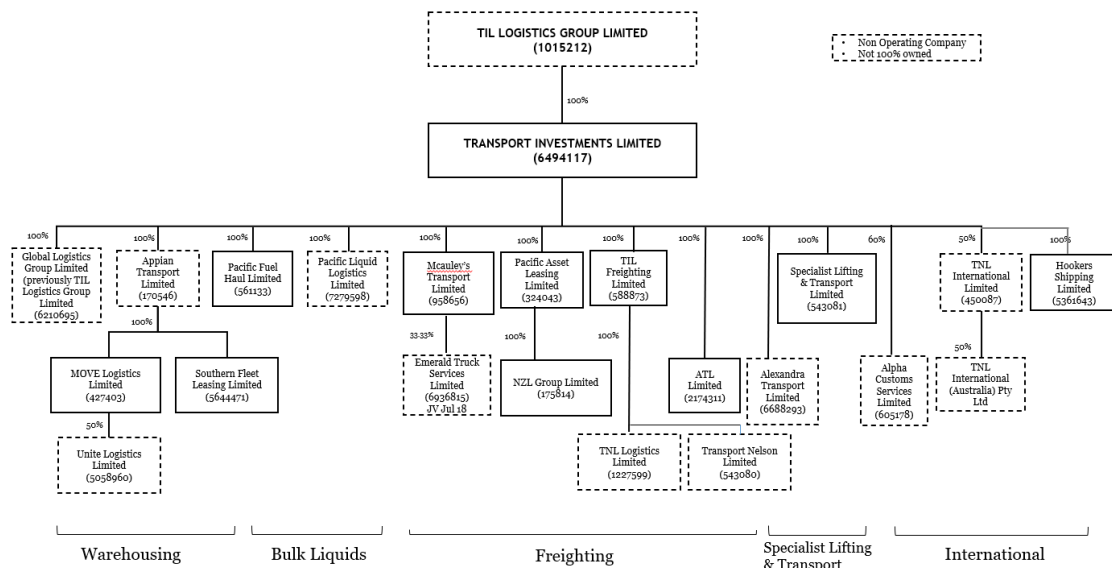 TIL LOGISTICS GROUP LIMITED
(1015212)
• Non Operating Company
• Not 100% owned
100%
TRANSPORT INVESTMENTS LIMITED
(6494117)
100%
Global Logistics
Group Limited
(previously TIL
Logistics Group
Limited)
(6210695)
100%
Appian
Transport
Limited
(170546)
100%
Pacific Fuel
Haul Limited
(561133)
100%
Pacific Liquid
Logistics
Limited
(7279598)
100%
Mcauley's
Transport
Limited
(958656)
100%
Pacific Asset
Leasing Limited
(324043)
100%
TIL
Freighting
Limited
(588873)
100%
100%
100%
Specialist Lifting
& Transport
Limited
(543081)
60%
50%
TNL
International
Limited
(450087)
100%
Hookers
Shipping
Limited
(5361643)
100%
MOVE Logistics
Limited
(427403)
Southern Fleet
Leasing Limited
(5644471)
33.33%
Emerald Truck
Services
Limited
(6936815)
JV Jul 18
100%
NZL Group Limited
(175814)
100%
ATL
Limited
(2174311)
Alexandra
Transport
Limited
(6688293)
Alpha
Customs
Services
Limited
(605178)
50%
TNL
International
(Australia) Pty
Ltd
50%
Unite Logistics
Limited
(5058960)
TNL Logistics
Limited
(1227599)
Transport Nelson
Limited
(543080)
Warehousing
Bulk Liquids
Freighting
Specialist Lifting
& Transport
International